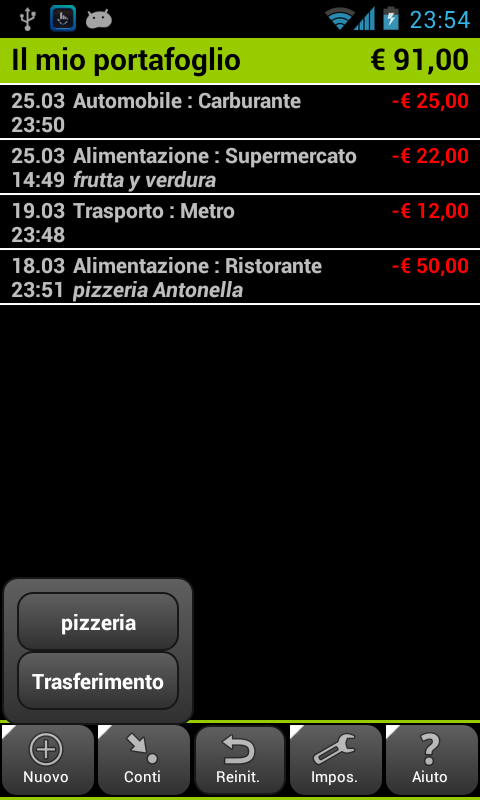 23:54
Il mio portafoglio € 91,00
25.03 Automobile : Carburante -€ 25,00
23:50
25.03 Alimentazione : Supermercato -€ 22,00
14:49 frutta y verdura
19.03 Trasporto : Metro -€ 12,00
23:48
18.03 Alimentazione : Ristorante -€ 50,00
23:51 pizzeria Antonella
pizzeria
Trasferimento
Nuovo Conti Reinit. Impos. Aiuto